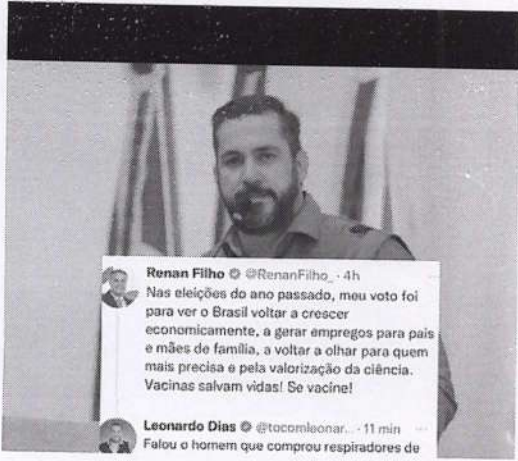 Renan Filho @RenanFilho_ · 4h
Nas eleições do ano passado, meu voto foi
para ver o Brasil voltar a crescer
economicamente, a gerar empregos para pais
e mães de família, a voltar a olhar para quem
mais precisa e pela valorização da ciência.
Vacinas salvam vidas! Se vacine!
Leonardo Dias @tocomleonar... · 11 min
Falou o homem que comprou respiradores de